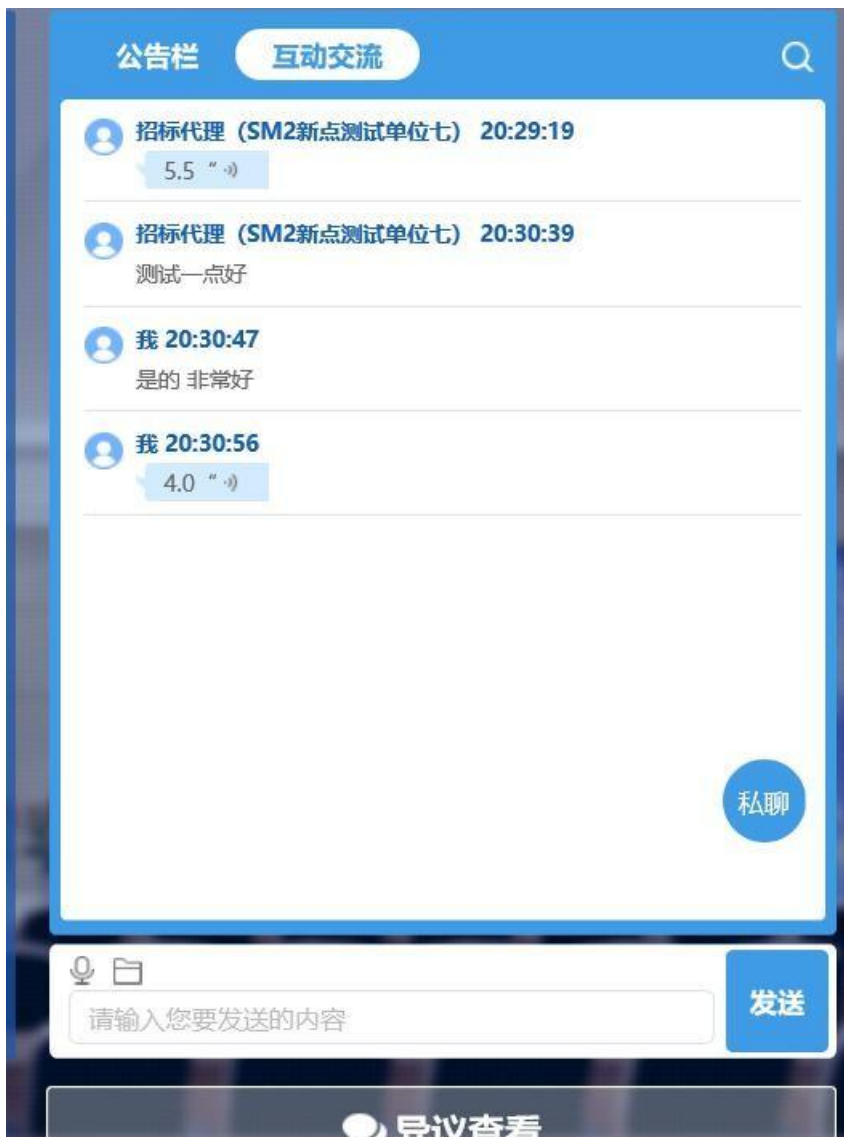 公告栏 互动交流
招标代理（SM2新点测试单位七） 20:29:19
5.5 "
招标代理（SM2新点测试单位七） 20:30:39
测试一点好
我 20:30:47
是的 非常好
我 20:30:56
4.0 "
私聊
请输入您要发送的内容
发送
异议查看